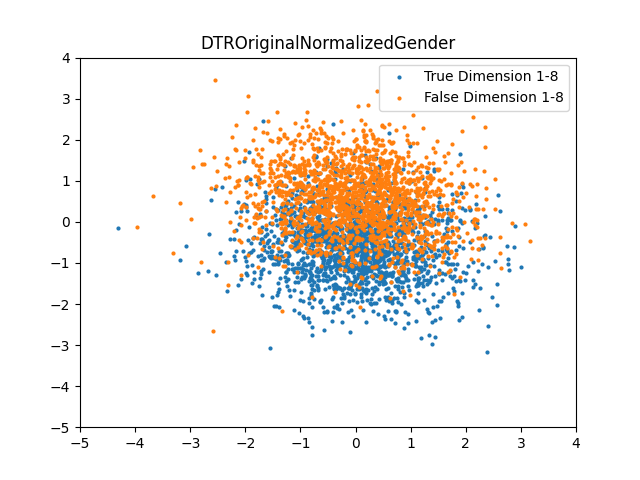 DTROriginalNormalizedGender
True Dimension 1-8
False Dimension 1-8
4
3
2
1
0
−1
−2
−3
−4
−5
−5 −4 −3 −2 −1 0 1 2 3 4